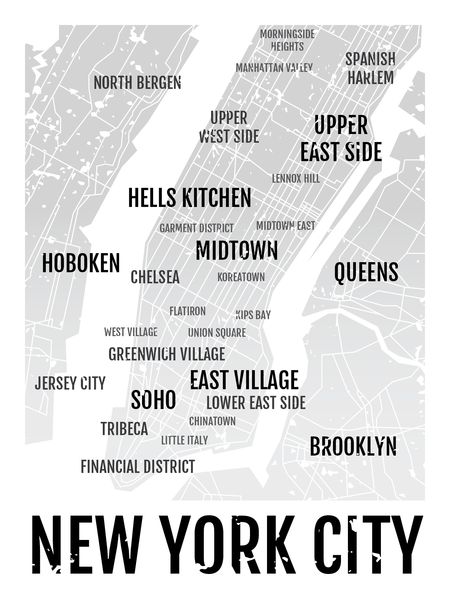 MORNINGSIDE
HEIGHTS
MANHATTAN VALLEY
SPANISH
HARLEM
NORTH BERGEN
UPPER
WEST SIDE
UPPER
EAST SIDE
LENNOX HILL
HELLS KITCHEN
GARMENT DISTRICT
MIDTOWN EAST
MIDTOWN
HOBOKEN
CHELSEA
KOREATOWN
QUEENS
FLATIRON
KIPS BAY
WEST VILLAGE
UNION SQUARE
GREENWICH VILLAGE
JERSEY CITY
EAST VILLAGE
SOHO
LOWER EAST SIDE
CHINATOWN
TRIBECA
LITTLE ITALY
BROOKLYN
FINANCIAL DISTRICT
NEW YORK CITY